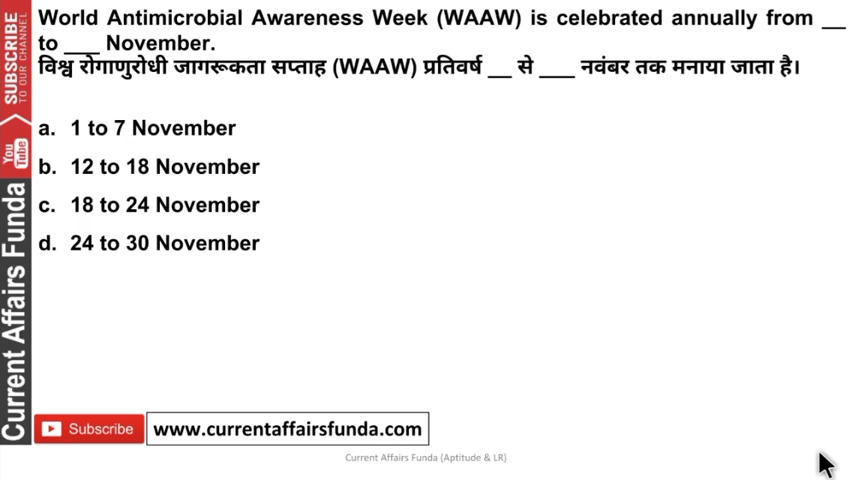 World Antimicrobial Awareness Week (WAAW) is celebrated annually from __
to ___ November.
विश्व रोगाणुरोधी जागरूकता सप्ताह (WAAW) प्रतिवर्ष __ से ___ नवंबर तक मनाया जाता है।
a. 1 to 7 November
b. 12 to 18 November
c. 18 to 24 November
d. 24 to 30 November
SUBSCRIBE
TO OUR CHANNEL
You Tube
Current Affairs Funda
Subscribe
www.currentaffairsfunda.com
Current Affairs Funda (Aptitude & LR)